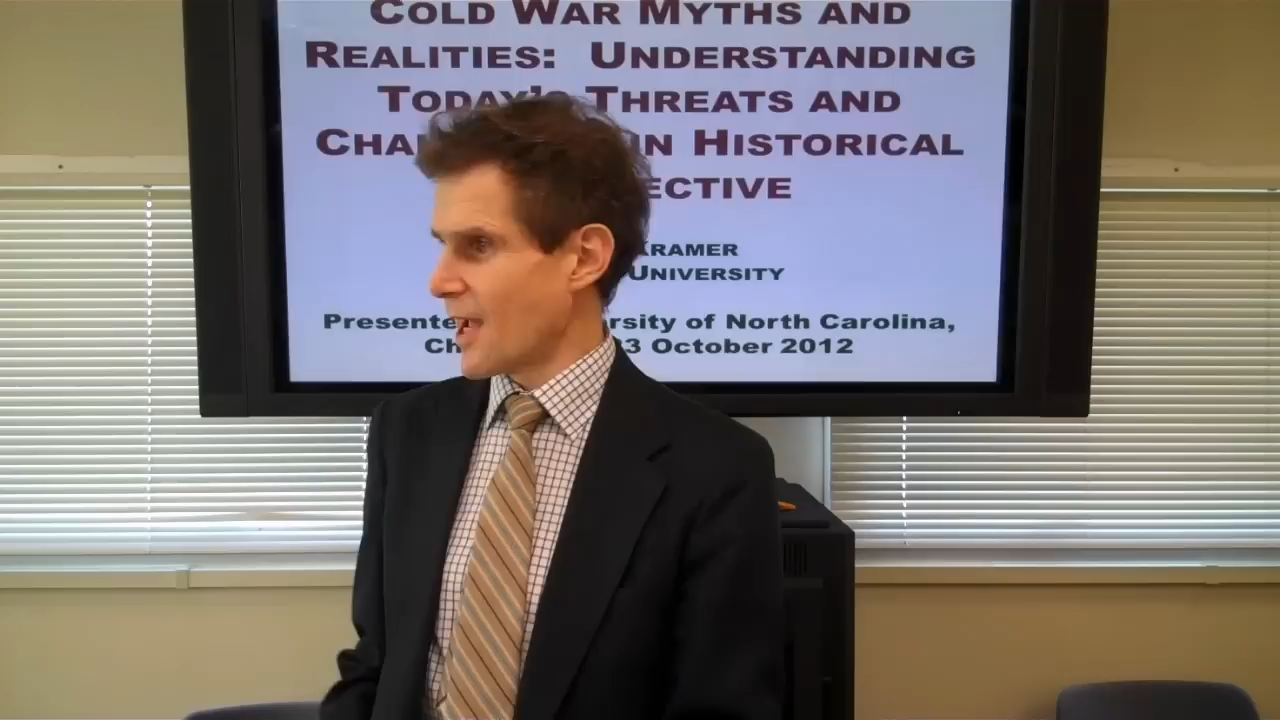 COLD WAR MYTHS AND
REALITIES: UNDERSTANDING
TODAY'S THREATS AND
CHA IN HISTORICAL
ECTIVE
KRAMER
UNIVERSITY
Presente rsity of North Carolina,
Ch 3 October 2012